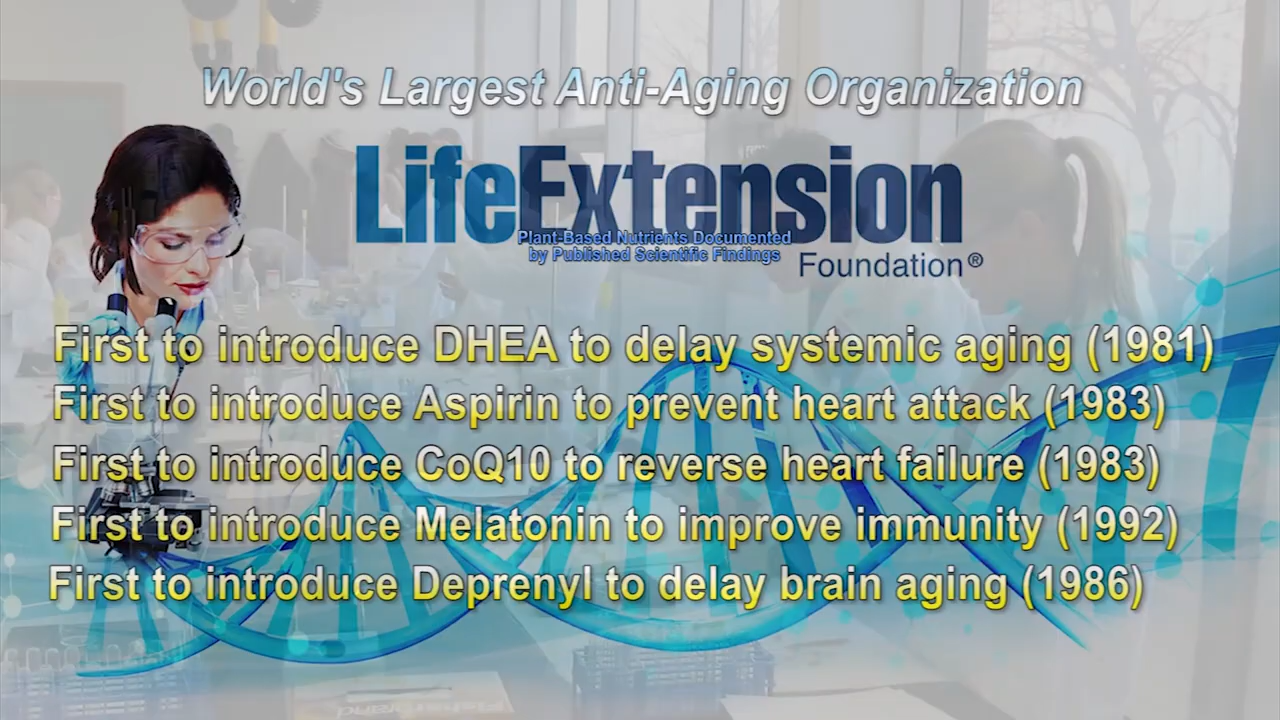 World's Largest Anti-Aging Organization
LifeExtension
Plant-Based Nutrients Documented
by Published Scientific Findings
Foundation®
First to introduce DHEA to delay systemic aging (1981)
First to introduce Aspirin to prevent heart attack (1983)
First to introduce CoQ10 to reverse heart failure (1983)
First to introduce Melatonin to improve immunity (1992)
First to introduce Deprenyl to delay brain aging (1986)